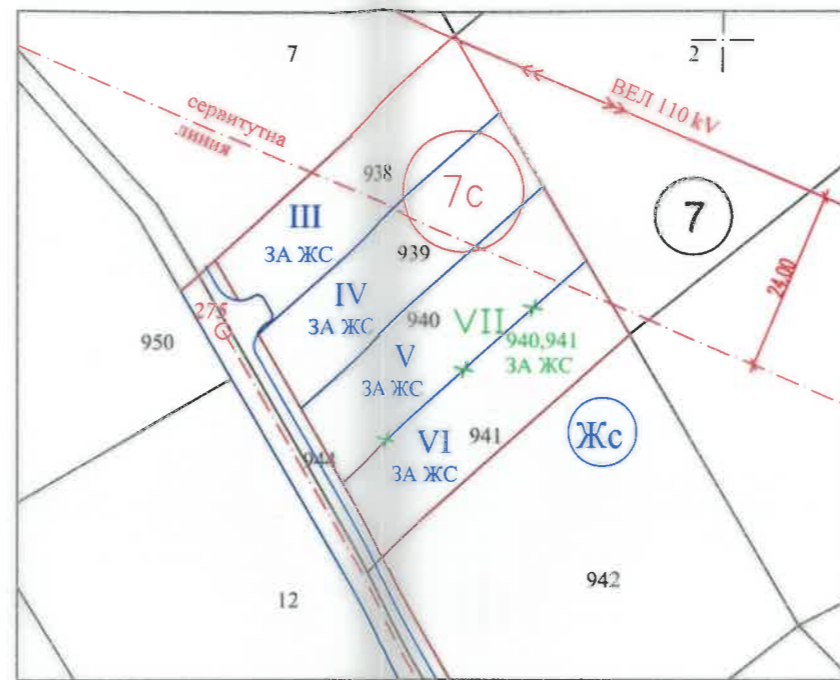 7
2
ВЕЛ 110 kV
сервитутна
линия
938
7с
III
ЗА ЖС
7
939
24,00
IV
ЗА ЖС
275
940
VII
940,941
ЗА ЖС
950
V
ЗА ЖС
VI
ЗА ЖС
941
Жс
944
12
942